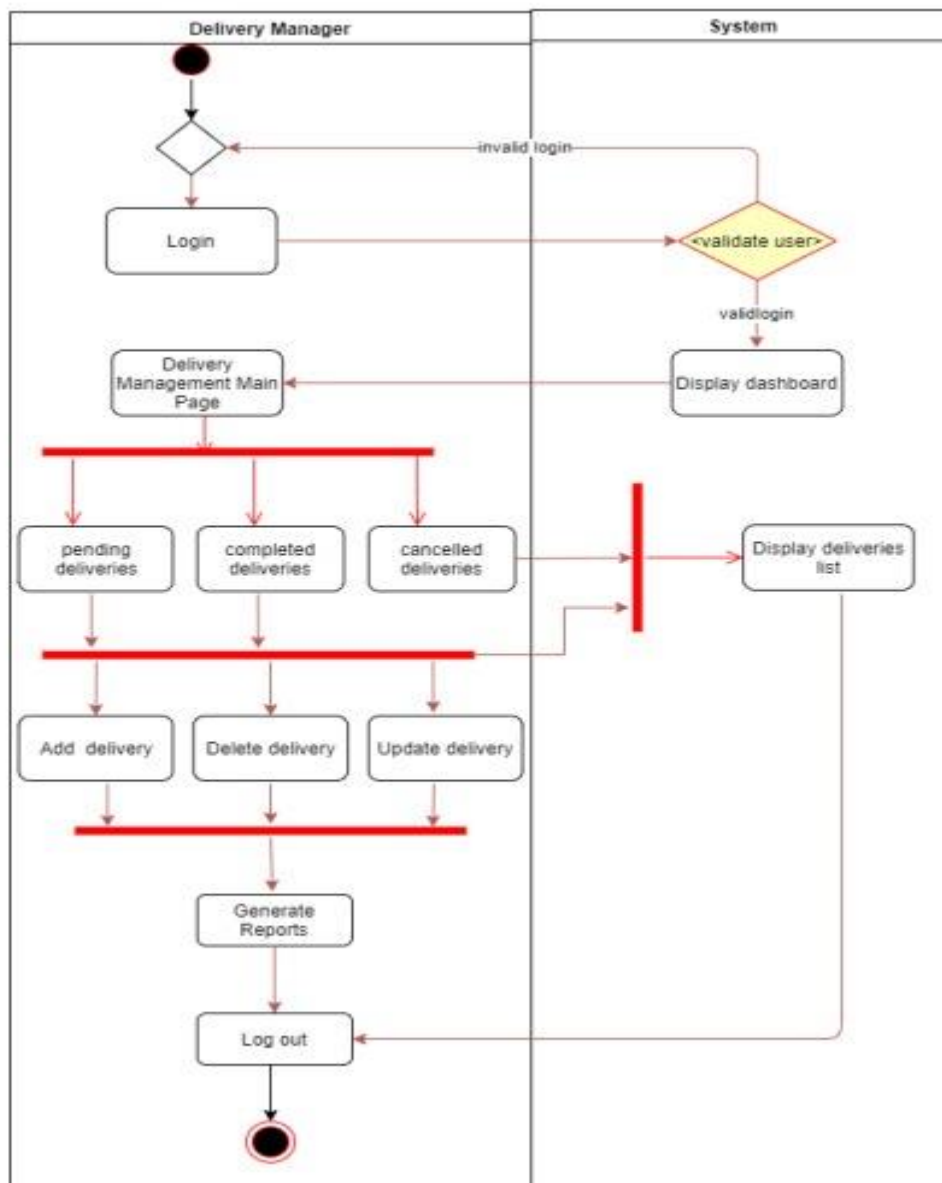 Delivery Manager
System
invalid login
Login
<validate user>
validlogin
Delivery
Management Main
Page
Display dashboard
pending
deliveries
completed
deliveries
cancelled
deliveries
Display deliveries
list
Add delivery
Delete delivery
Update delivery
Generate
Reports
Log out